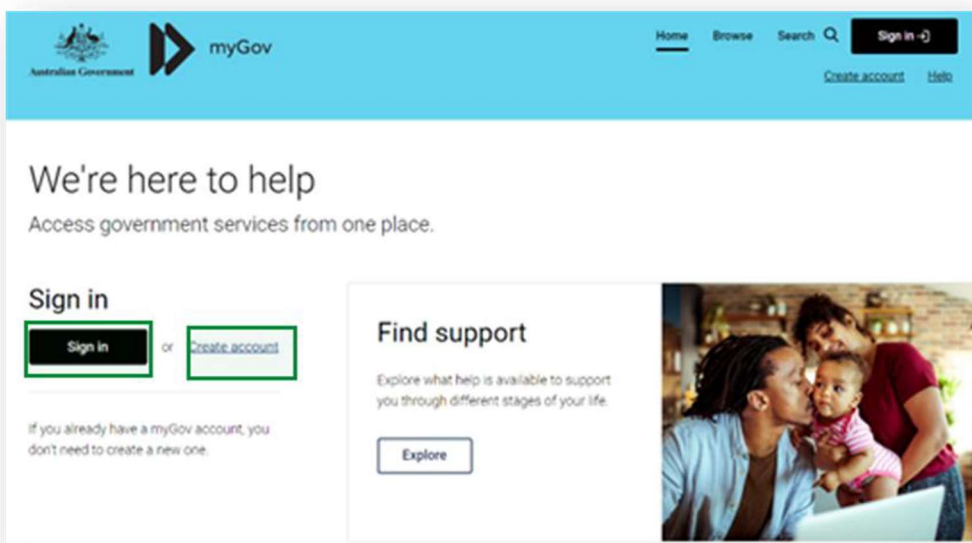 Australian Government
myGov
Home Browse Search Sign in
Create account Help
We're here to help
Access government services from one place.
Sign in
Sign in or Create account
If you already have a myGov account, you
don't need to create a new one.
Find support
Explore what help is available to support
you through different stages of your life.
Explore